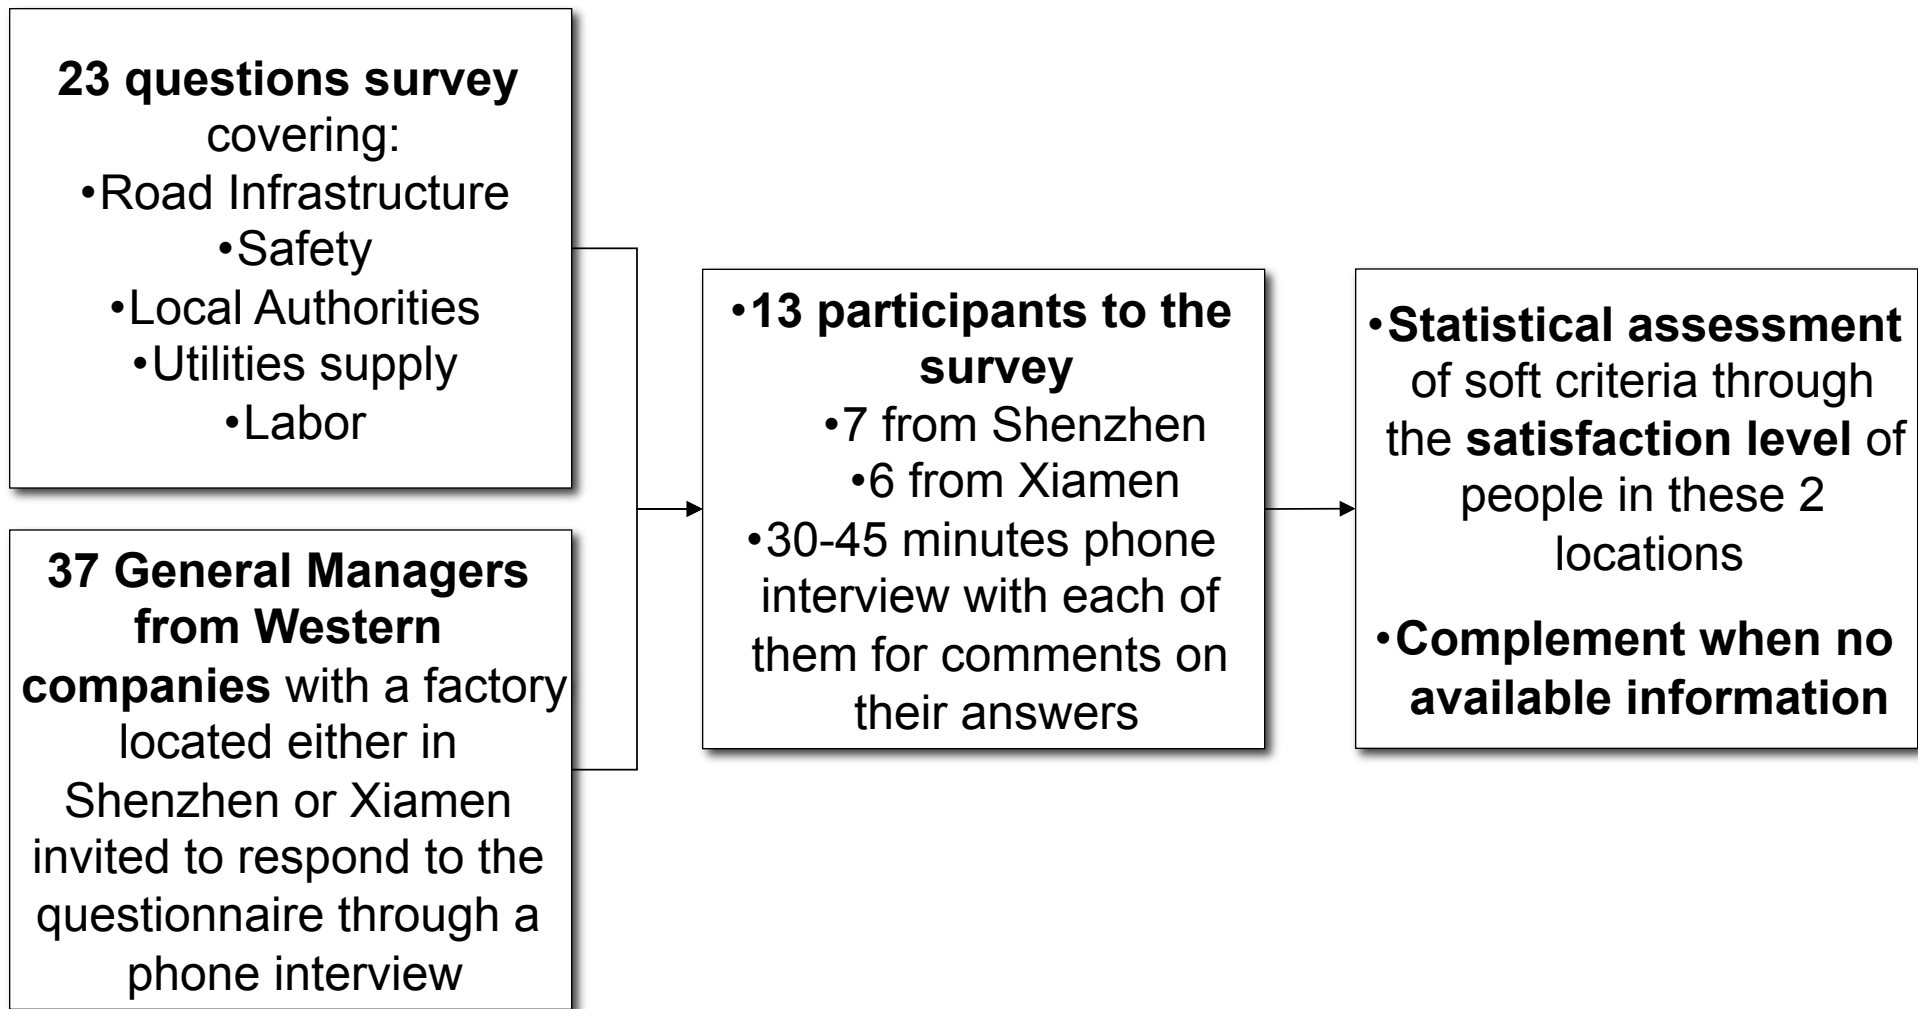 23 questions survey
covering:
•Road Infrastructure
•Safety
•Local Authorities
•Utilities supply
•Labor
37 General Managers
from Western
companies with a factory
located either in
Shenzhen or Xiamen
invited to respond to the
questionnaire through a
phone interview
•13 participants to the
survey
•7 from Shenzhen
•6 from Xiamen
•30-45 minutes phone
interview with each of
them for comments on
their answers
•Statistical assessment
of soft criteria through
the satisfaction level of
people in these 2
locations
•Complement when no
available information